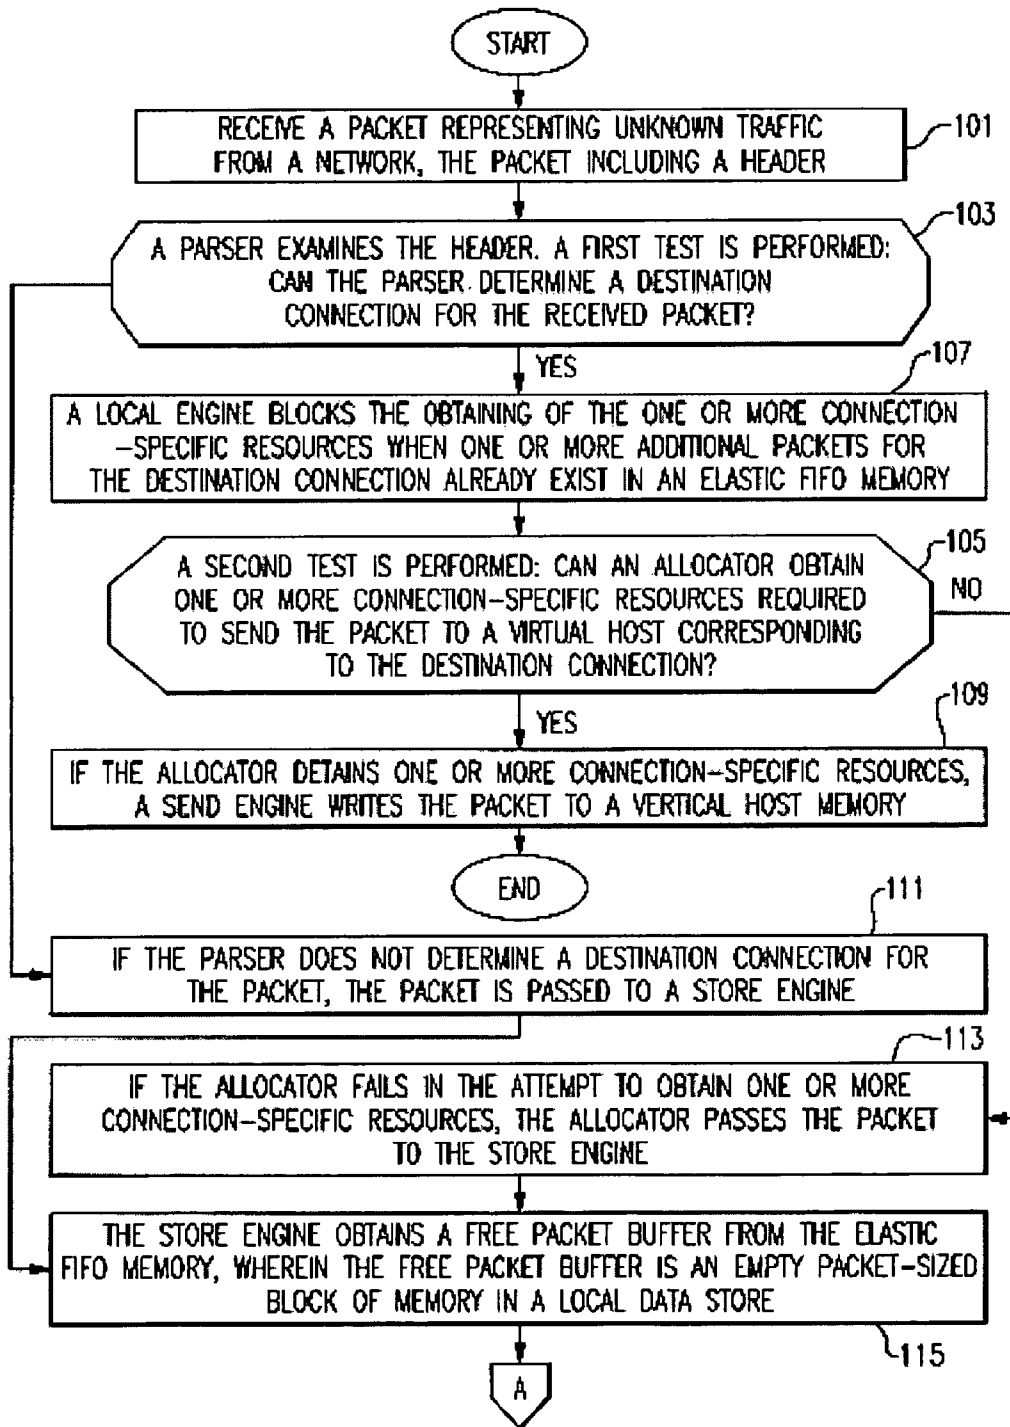 START
RECEIVE A PACKET REPRESENTING UNKNOWN TRAFFIC
FROM A NETWORK, THE PACKET INCLUDING A HEADER
101
103
A PARSER EXAMINES THE HEADER. A FIRST TEST IS PERFORMED:
CAN THE PARSER DETERMINE A DESTINATION
CONNECTION FOR THE RECEIVED PACKET?
YES
107
A LOCAL ENGINE BLOCKS THE OBTAINING OF THE ONE OR MORE CONNECTION
-SPECIFIC RESOURCES WHEN ONE OR MORE ADDITIONAL PACKETS FOR
THE DESTINATION CONNECTION ALREADY EXIST IN AN ELASTIC FIFO MEMORY
105
A SECOND TEST IS PERFORMED: CAN AN ALLOCATOR OBTAIN
ONE OR MORE CONNECTION-SPECIFIC RESOURCES REQUIRED
TO SEND THE PACKET TO A VIRTUAL HOST CORRESPONDING
TO THE DESTINATION CONNECTION?
NO
YES
109
IF THE ALLOCATOR DETAINS ONE OR MORE CONNECTION-SPECIFIC RESOURCES,
A SEND ENGINE WRITES THE PACKET TO A VERTICAL HOST MEMORY
END
111
IF THE PARSER DOES NOT DETERMINE A DESTINATION CONNECTION FOR
THE PACKET, THE PACKET IS PASSED TO A STORE ENGINE
113
IF THE ALLOCATOR FAILS IN THE ATTEMPT TO OBTAIN ONE OR MORE
CONNECTION-SPECIFIC RESOURCES, THE ALLOCATOR PASSES THE PACKET
TO THE STORE ENGINE
THE STORE ENGINE OBTAINS A FREE PACKET BUFFER FROM THE ELASTIC
FIFO MEMORY, WHEREIN THE FREE PACKET BUFFER IS AN EMPTY PACKET-SIZED
BLOCK OF MEMORY IN A LOCAL DATA STORE
115
A